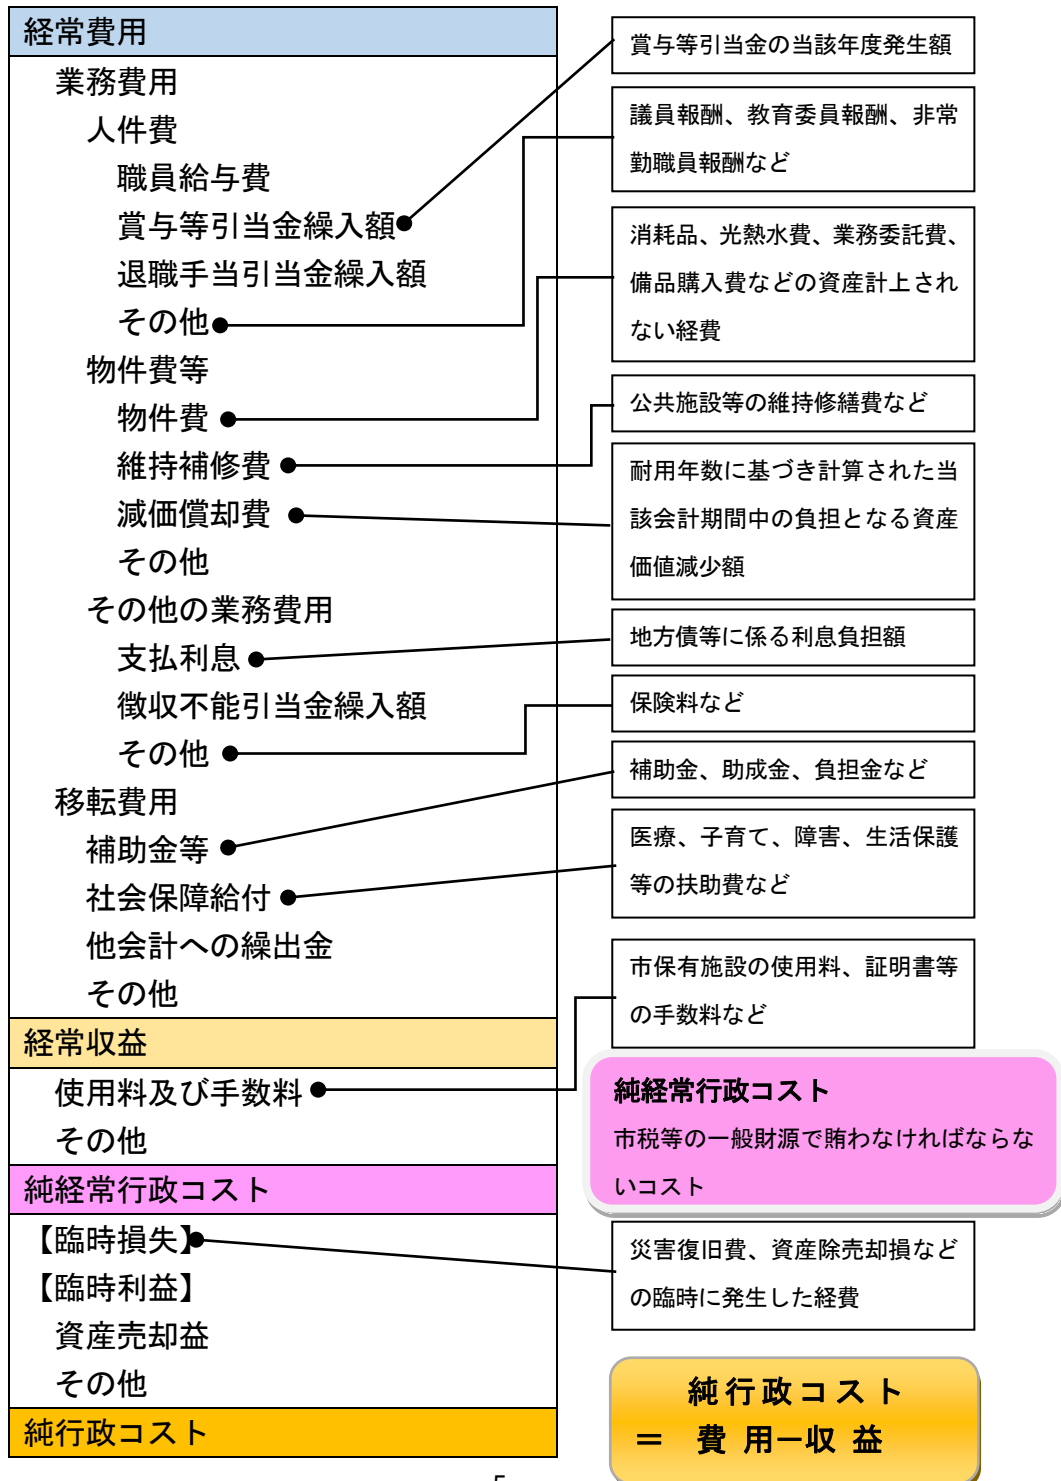 経常費用
業務費用
人件費
職員給与費
賞与等引当金繰入額
退職手当引当金繰入額
その他
物件費等
物件費
維持補修費
減価償却費
その他
その他の業務費用
支払利息
徴収不能引当金繰入額
その他
移転費用
補助金等
社会保障給付
他会計への繰出金
その他
経常収益
使用料及び手数料
その他
純経常行政コスト
【臨時損失】
【臨時利益】
資産売却益
その他
純行政コスト
賞与等引当金の当該年度発生額
議員報酬、教育委員報酬、非常
勤職員報酬など
消耗品、光熱水費、業務委託費、
備品購入費などの資産計上され
ない経費
公共施設等の維持修繕費など
耐用年数に基づき計算された当
該会計期間中の負担となる資産
価値減少額
地方債等に係る利息負担額
保険料など
補助金、助成金、負担金など
医療、子育て、障害、生活保護
等の扶助費など
市保有施設の使用料、証明書等
の手数料など
純経常行政コスト
市税等の一般財源で賄わなければならな
いコスト
災害復旧費、資産除売却損など
の臨時に発生した経費
純行政コスト
＝ 費用－収益
5